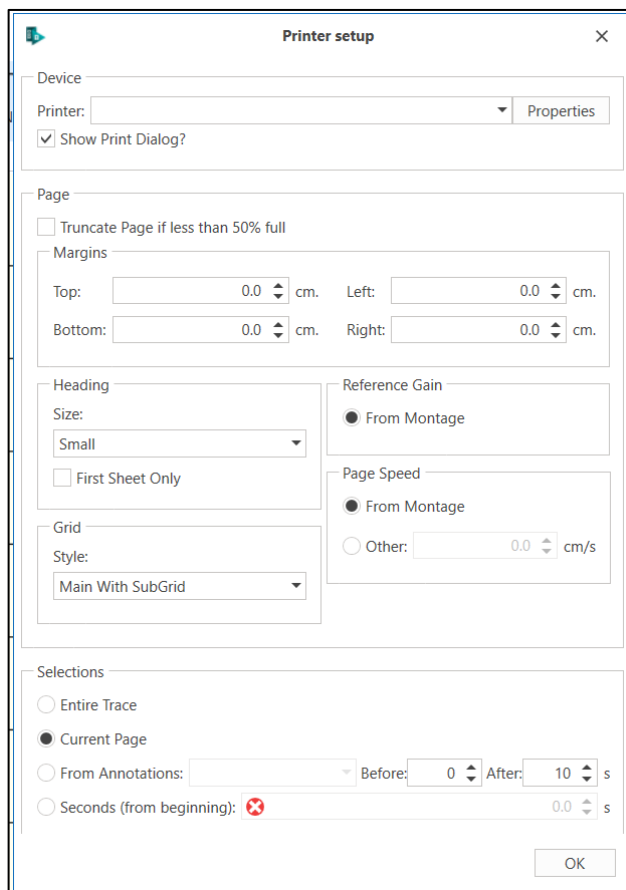 Printer setup
Device
Printer: Properties
Show Print Dialog?
Page
Truncate Page if less than 50% full
Margins
Top: 0.0 cm. Left: 0.0 cm.
Bottom: 0.0 cm. Right: 0.0 cm.
Heading
Size:
Small
First Sheet Only
Reference Gain
From Montage
Page Speed
From Montage
Other: 0.0 cm/s
Grid
Style:
Main With SubGrid
Selections
Entire Trace
Current Page
From Annotations: Before: 0 After: 10 s
Seconds (from beginning): 0.0 s
OK